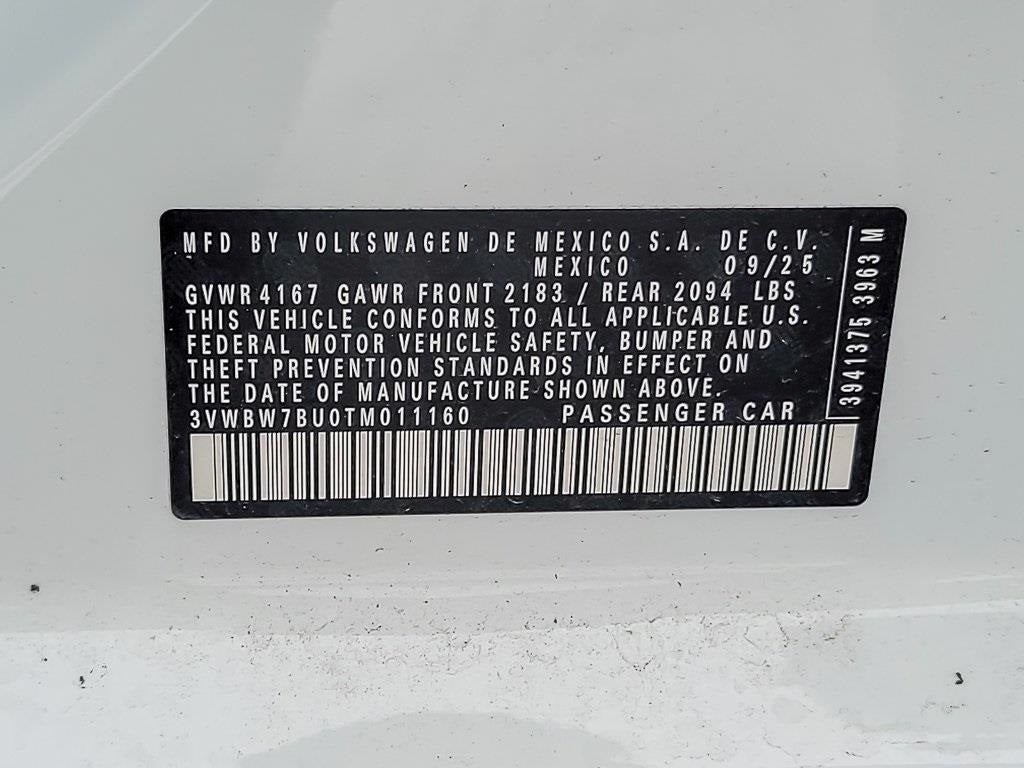 MFD BY VOLKSWAGEN DE MEXICO S.A. DE C.V.
MEXICO 09/25
GVWR 4167 GAWR FRONT 2183 / REAR 2094 LBS
THIS VEHICLE CONFORMS TO ALL APPLICABLE U.S.
FEDERAL MOTOR VEHICLE SAFETY, BUMPER AND
THEFT PREVENTION STANDARDS IN EFFECT ON
THE DATE OF MANUFACTURE SHOWN ABOVE.
3VWBW7BU0TM011160 PASSENGER CAR
3941375 3963 M